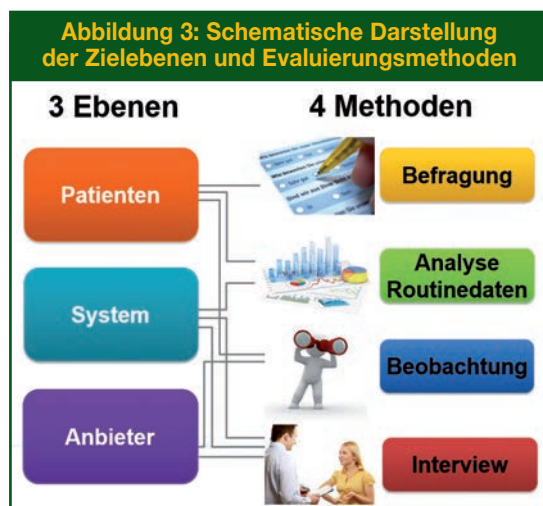 Abbildung 3: Schematische Darstellung
der Zielebenen und Evaluierungsmethoden
3 Ebenen
4 Methoden
Patienten
System
Anbieter
Befragung
Analyse
Routinedaten
Beobachtung
Interview